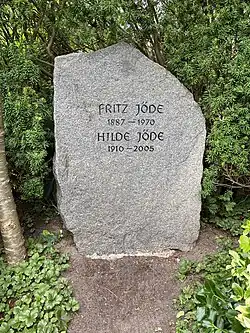 FRITZ JÖDE
1887 – 1970
HILDE JÖDE
1910 – 2005